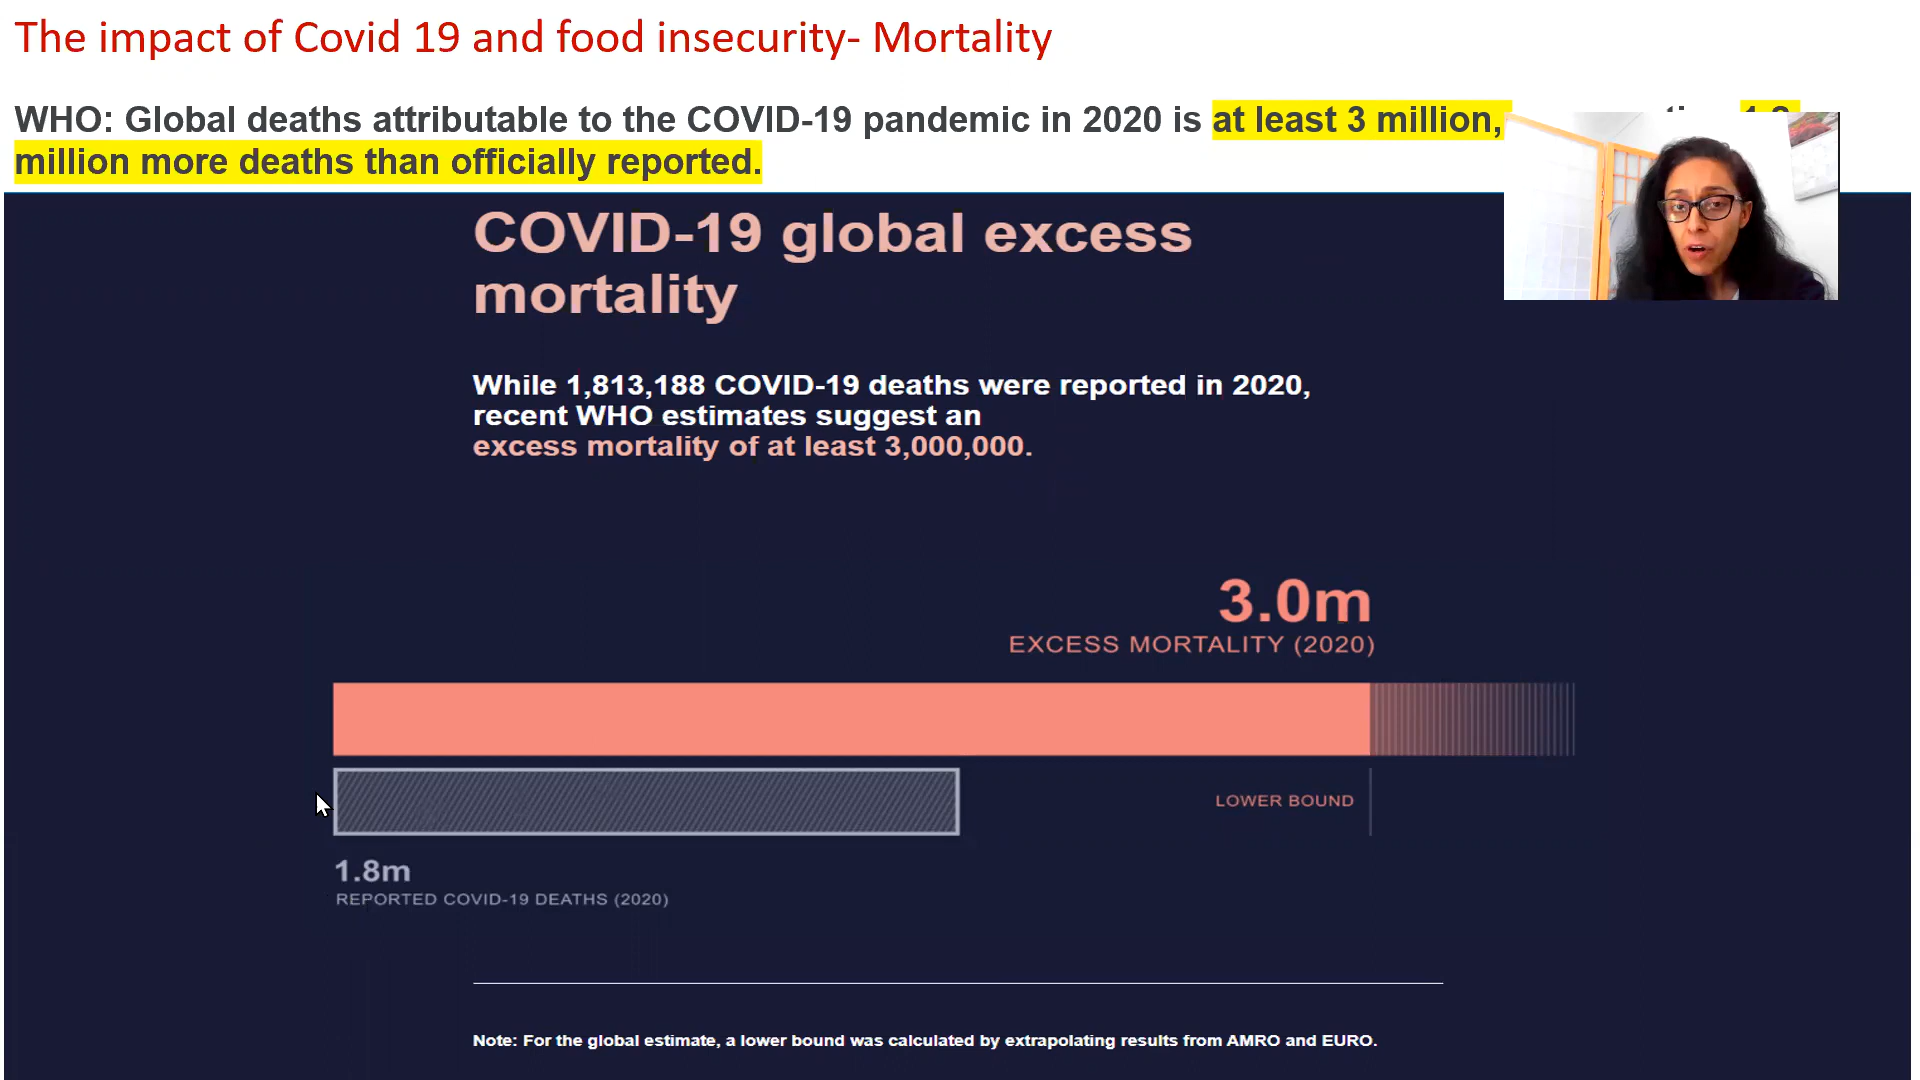 The impact of Covid 19 and food insecurity- Mortality
WHO: Global deaths attributable to the COVID-19 pandemic in 2020 is at least 3 million,
million more deaths than officially reported.
COVID-19 global excess
mortality
While 1,813,188 COVID-19 deaths were reported in 2020,
recent WHO estimates suggest an
excess mortality of at least 3,000,000.
3.0m
EXCESS MORTALITY (2020)
LOWER BOUND
1.8m
REPORTED COVID-19 DEATHS (2020)
Note: For the global estimate, a lower bound was calculated by extrapolating results from AMRO and EURO.